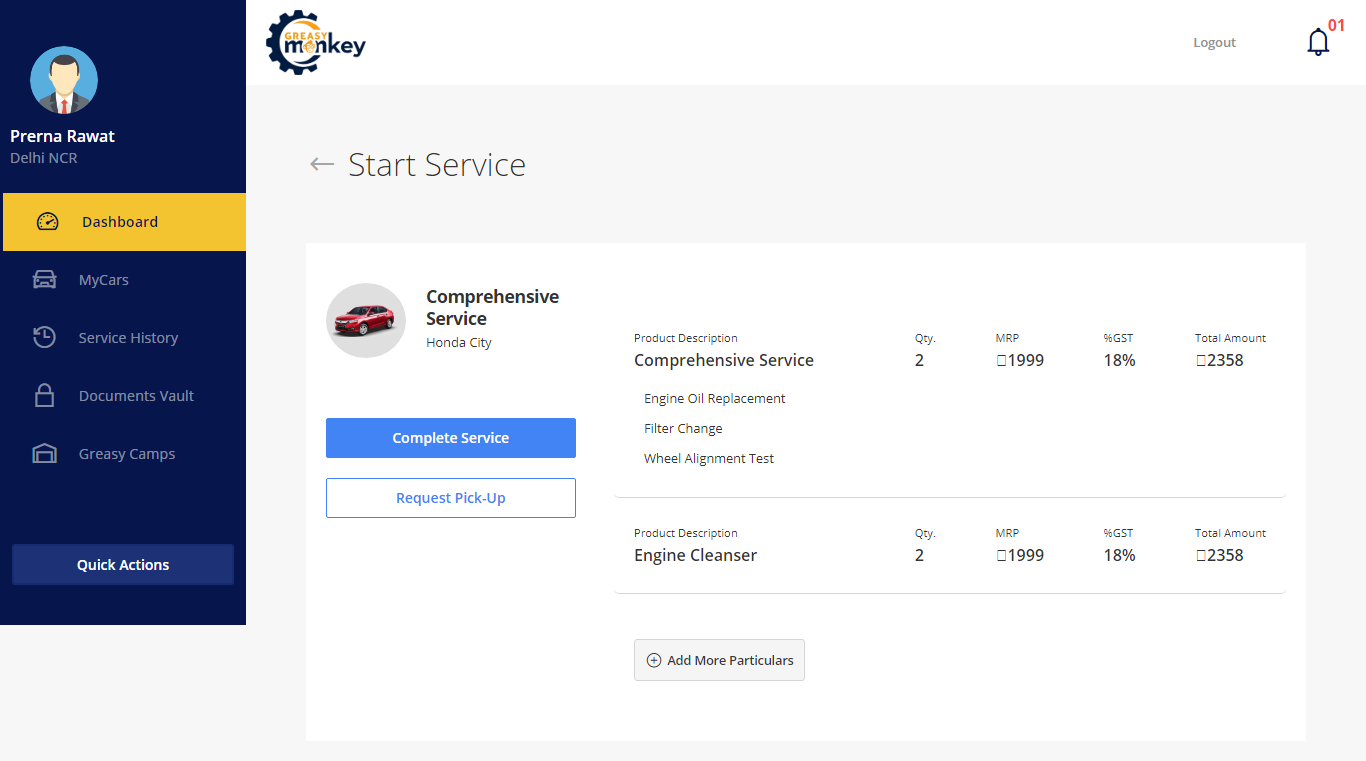 Prerna Rawat
Delhi NCR
Dashboard
MyCars
Service History
Documents Vault
Greasy Camps
Quick Actions
GREASY
monkey
Logout
01
Start Service
Comprehensive
Service
Honda City
Complete Service
Request Pick-Up
Product Description Qty. MRP %GST Total Amount
Comprehensive Service 2 □1999 18% □2358
Engine Oil Replacement
Filter Change
Wheel Alignment Test
Product Description Qty. MRP %GST Total Amount
Engine Cleanser 2 □1999 18% □2358
Add More Particulars